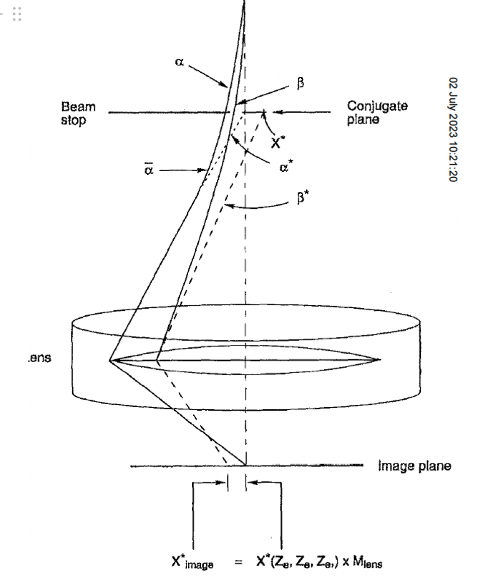 α
β
Beam
stop
Conjugate
plane
X*
α*
ᾱ
β*
.ens
Image plane
X*image = X*(Ze, Ze, Ze,) x Mlens
02 July 2023 10:21:20